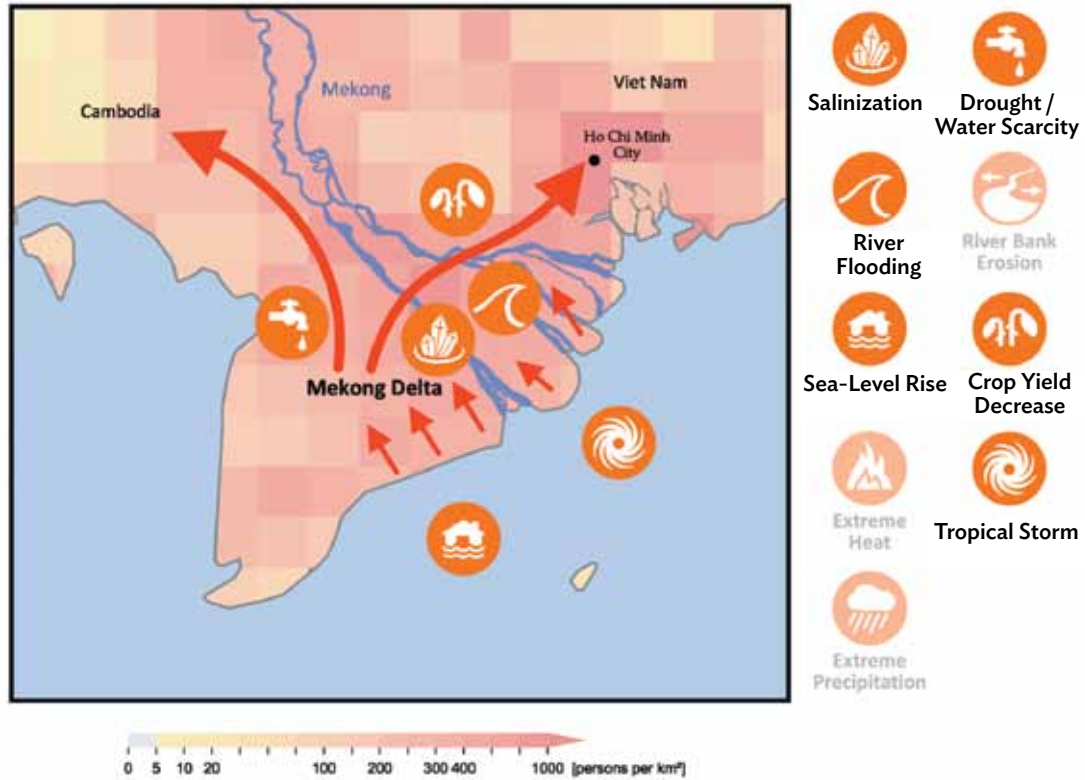 Cambodia
Mekong
Viet Nam
Ho Chi Minh
City
Mekong Delta
Salinization
Drought /
Water Scarcity
River
Flooding
River Bank
Erosion
Sea-Level Rise
Crop Yield
Decrease
Extreme
Heat
Tropical Storm
Extreme
Precipitation
0 5 10 20 100 200 300 400 1000 [persons per km²]